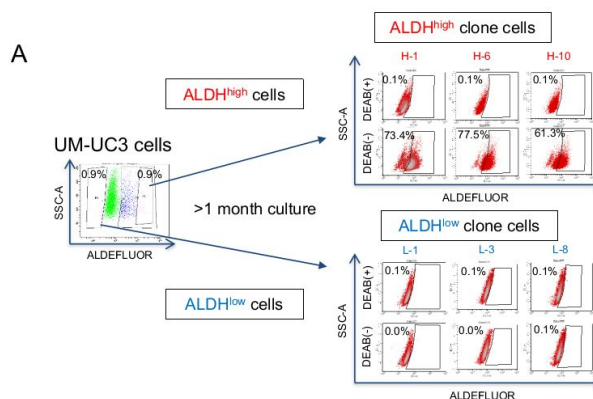 A
ALDHhigh clone cells
H-1 H-6 H-10
ALDHhigh cells
DEAB(+)
0.1% 0.1% 0.1%
SSC-A
DEAB(-)
73.4% 77.5% 61.3%
ALDEFLUOR
UM-UC3 cells
0.9% 0.9%
SSC-A
ALDEFLUOR
>1 month culture
ALDHlow cells
ALDHlow clone cells
L-1 L-3 L-8
DEAB(+)
0.1% 0.1% 0.1%
SSC-A
DEAB(-)
0.0% 0.0% 0.1%
ALDEFLUOR